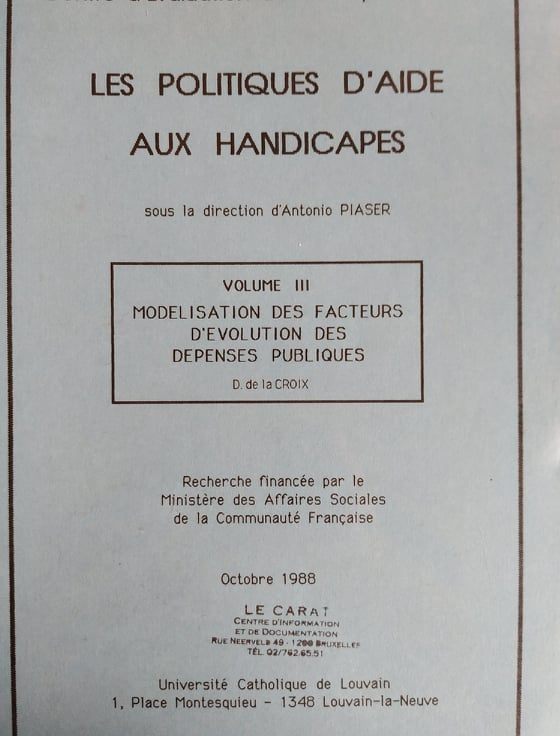 LES POLITIQUES D'AIDE
AUX HANDICAPES
sous la direction d'Antonio PIASER
VOLUME III
MODELISATION DES FACTEURS
D'EVOLUTION DES
DEPENSES PUBLIQUES
D. de la CROIX
Recherche financée par le
Ministère des Affaires Sociales
de la Communauté Française
Octobre 1988
LE CARAT
CENTRE D'INFORMATION
ET DE DOCUMENTATION
RUE NEERVELD 49 - 1200 BRUXELLES
TÉL. 02/762.65.51
Université Catholique de Louvain
1, Place Montesquieu - 1348 Louvain-la-Neuve